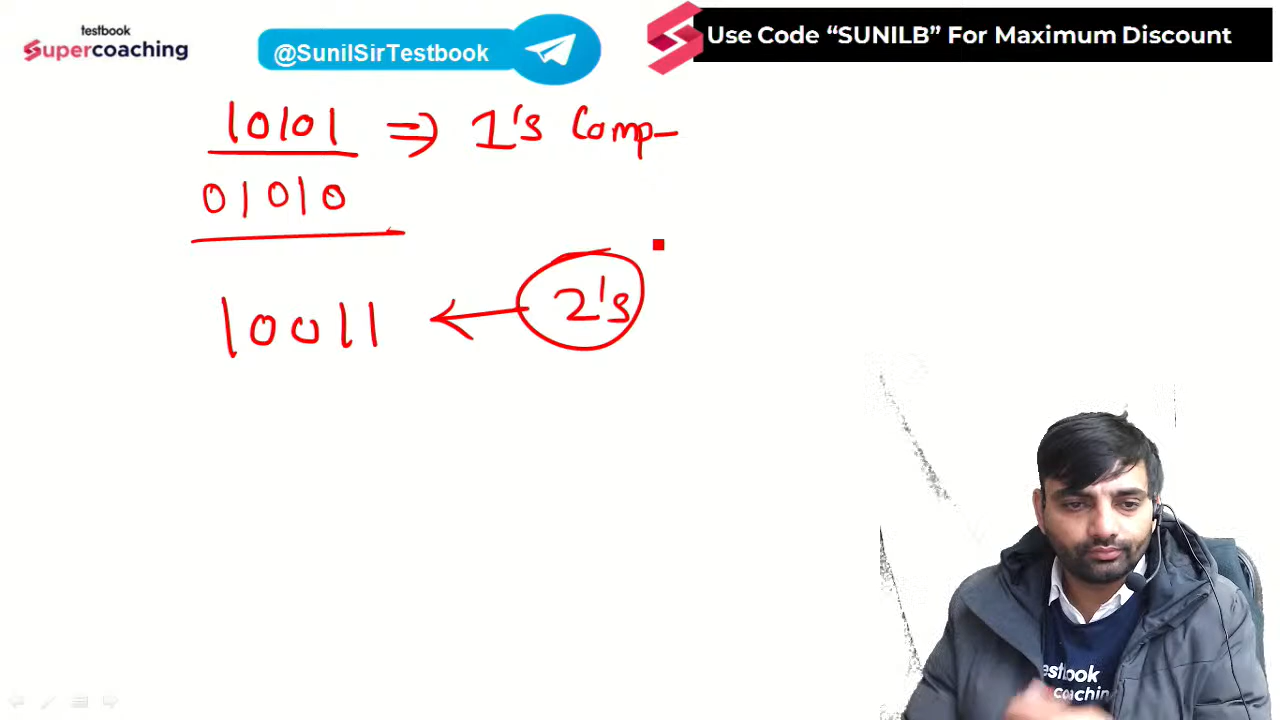 testbook
Supercoaching
@SunilSirTestbook
Use Code “SUNILB” For Maximum Discount
10101 ⇒ 1's Comp-
01010
10011 ← 2's
testbook
coaching